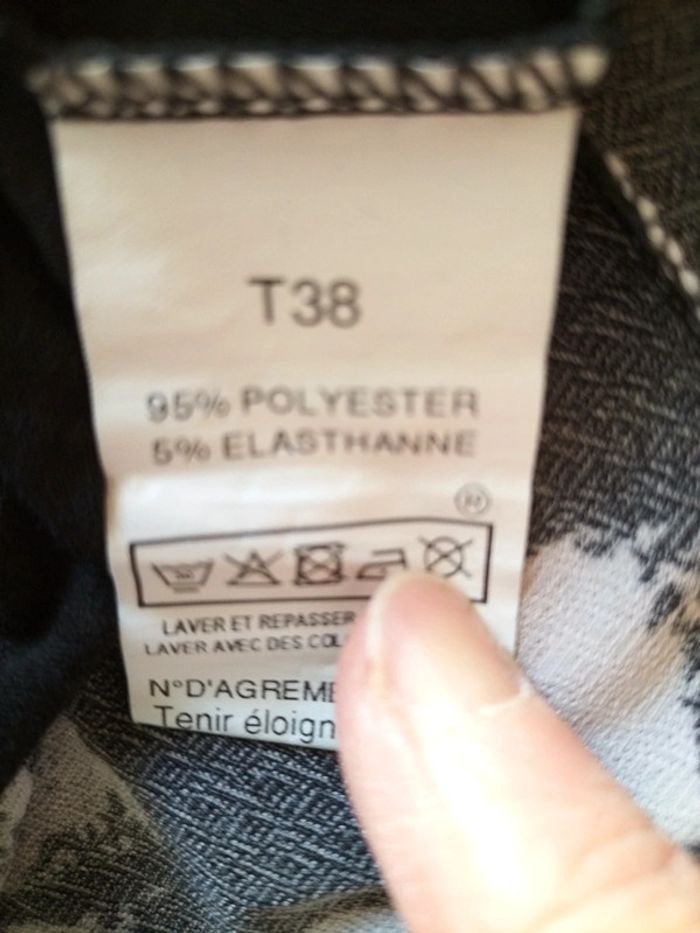 T38
95% POLYESTER
5% ELASTHANNE
LAVER ET REPASSER
LAVER AVEC DES
N°D'AGREME
Tenir éloign